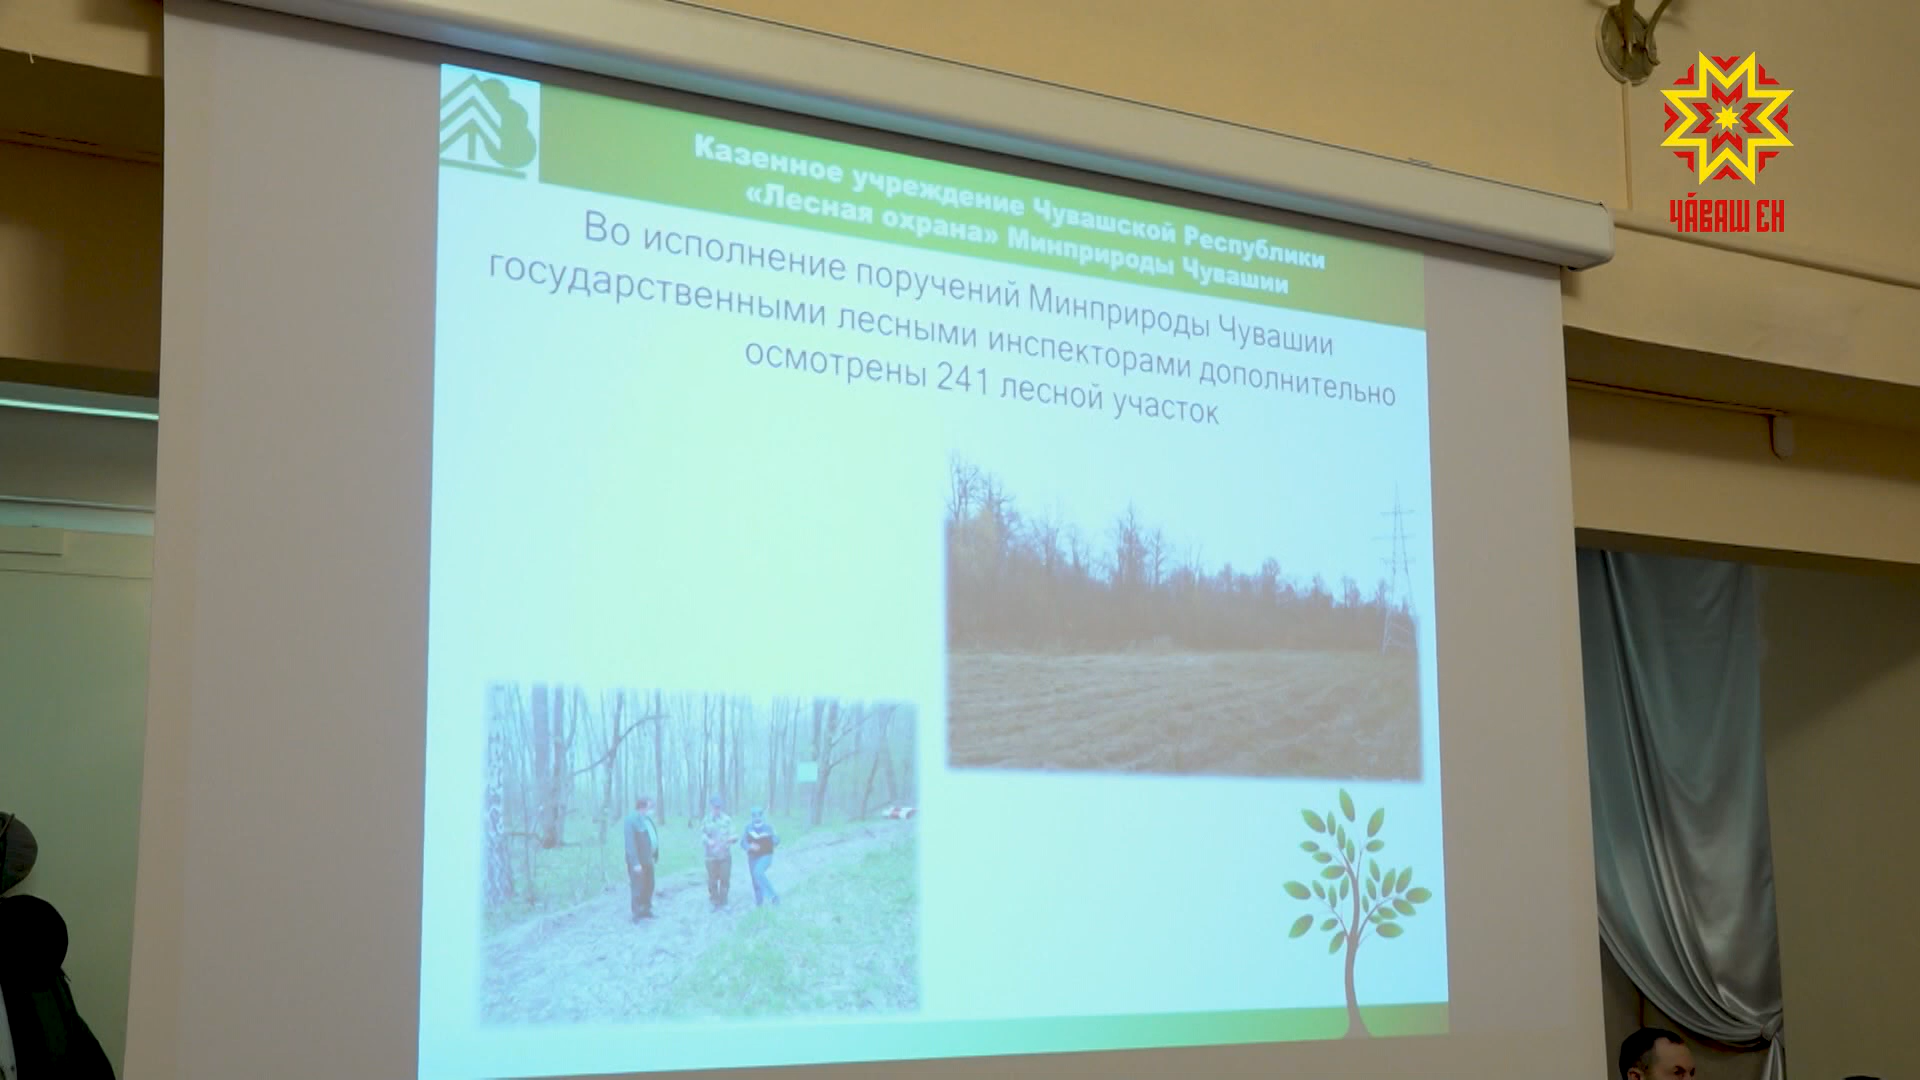 Казенное учреждение Чувашской Республики
«Лесная охрана» Минприроды Чувашии
Во исполнение поручений Минприроды Чувашии
государственными лесными инспекторами дополнительно
осмотрены 241 лесной участок
ЧӐВАШ ЕН